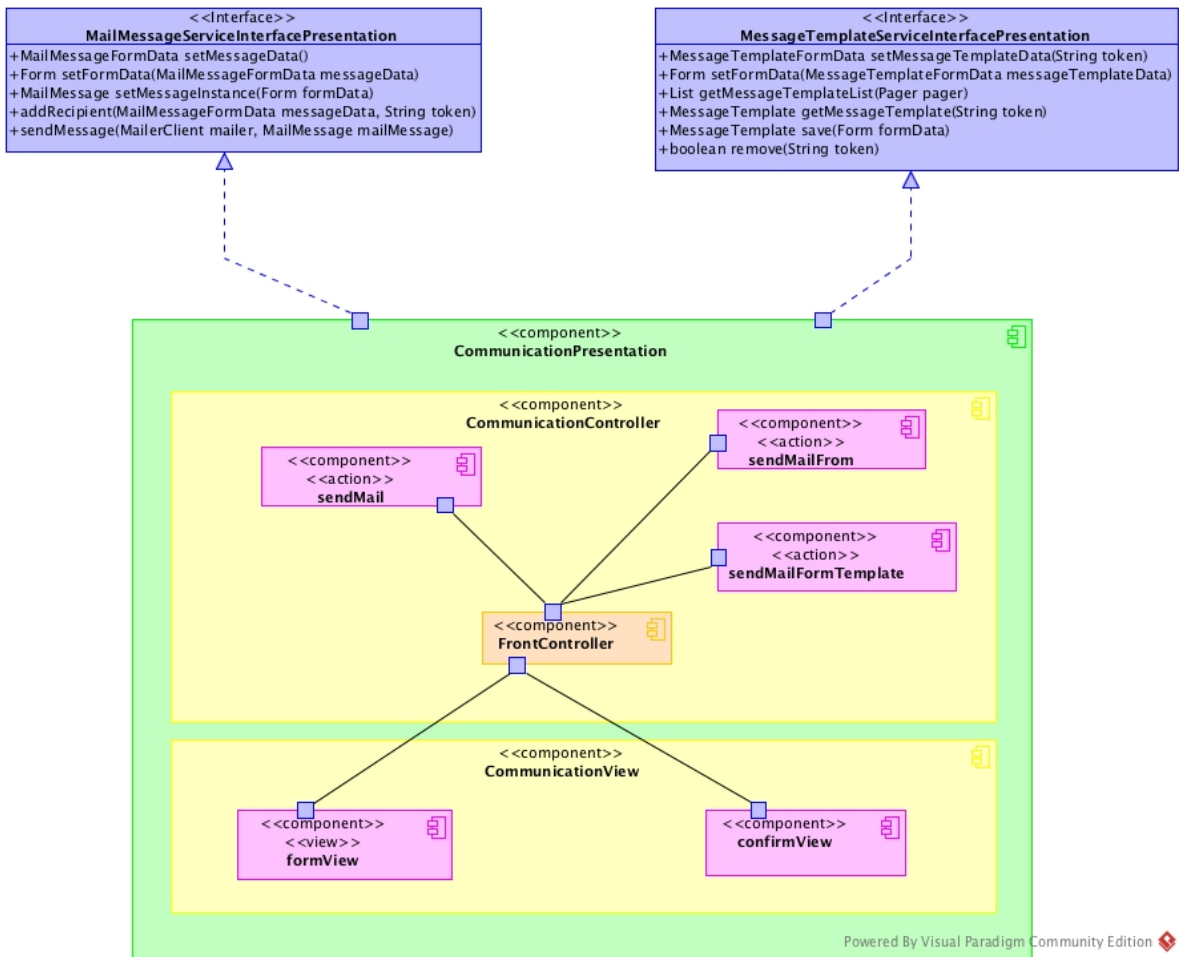 <<Interface>>
MailMessageServiceInterfacePresentation
+MailMessageFormData setMessageData()
+Form setFormData(MailMessageFormData messageData)
+MailMessage setMessageInstance(Form formData)
+addRecipient(MailMessageFormData messageData, String token)
+sendMessage(MailerClient mailer, MailMessage mailMessage)
<<Interface>>
MessageTemplateServiceInterfacePresentation
+MessageTemplateFormData setMessageTemplateData(String token)
+Form setFormData(MessageTemplateFormData messageTemplateData)
+List getMessageTemplateList(Pager pager)
+MessageTemplate getMessageTemplate(String token)
+MessageTemplate save(Form formData)
+boolean remove(String token)
<<component>>
CommunicationPresentation
<<component>>
CommunicationController
<<component>>
<<action>>
sendMail
<<component>>
<<action>>
sendMailFrom
<<component>>
<<action>>
sendMailFormTemplate
<<component>>
FrontController
<<component>>
CommunicationView
<<component>>
<<view>>
formView
<<component>>
confirmView
Powered By Visual Paradigm Community Edition